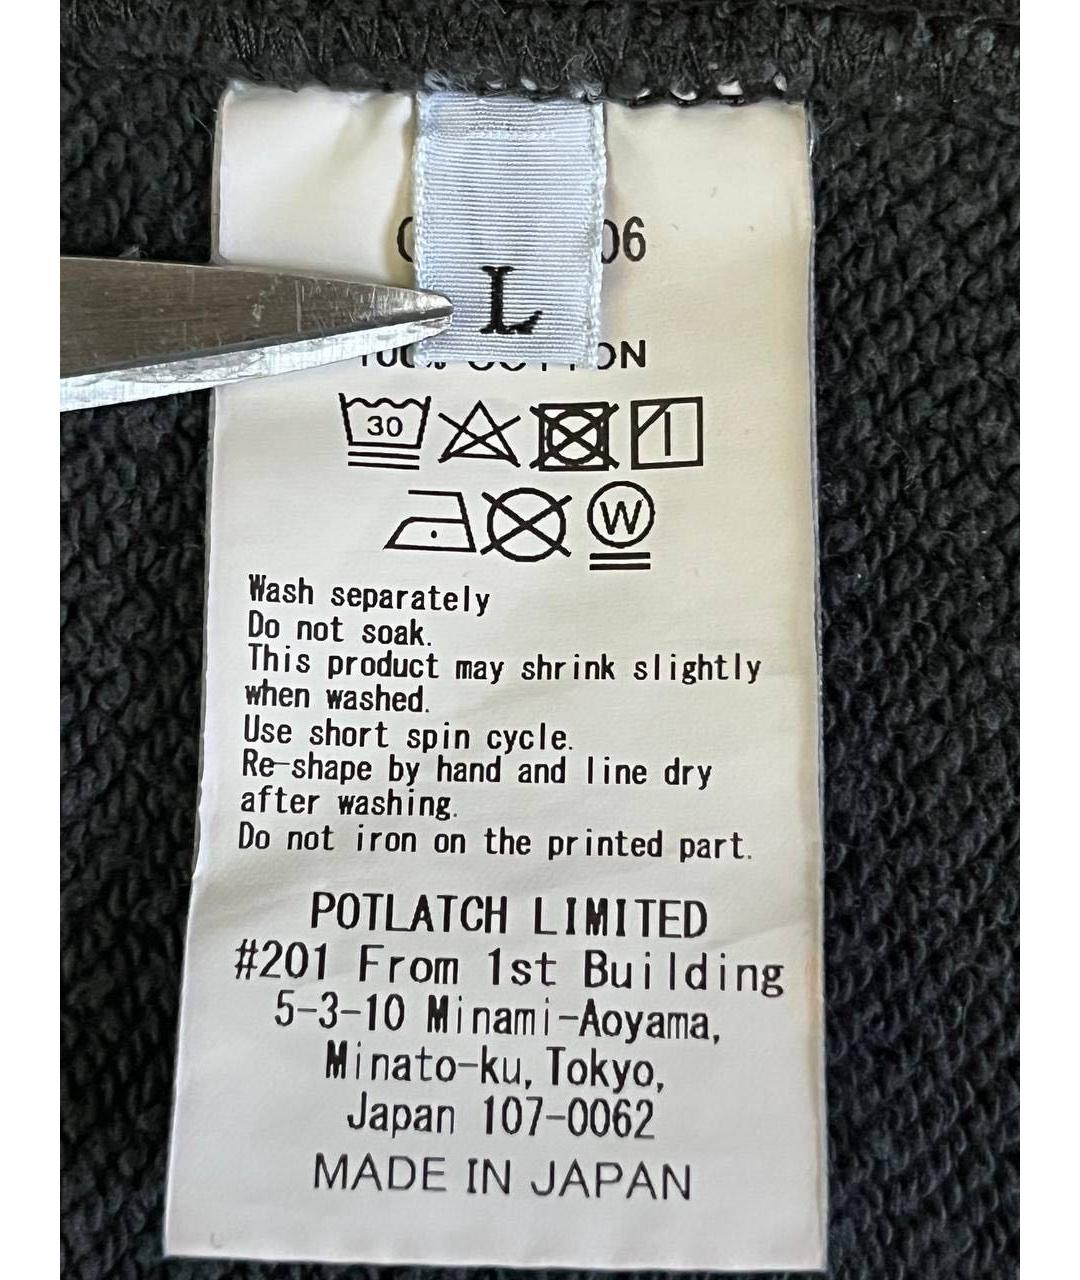 06
L
30
W
Wash separately
Do not soak.
This product may shrink slightly
when washed.
Use short spin cycle.
Re-shape by hand and line dry
after washing.
Do not iron on the printed part.
POTLATCH LIMITED
#201 From 1st Building
5-3-10 Minami-Aoyama,
Minato-ku, Tokyo,
Japan 107-0062
MADE IN JAPAN